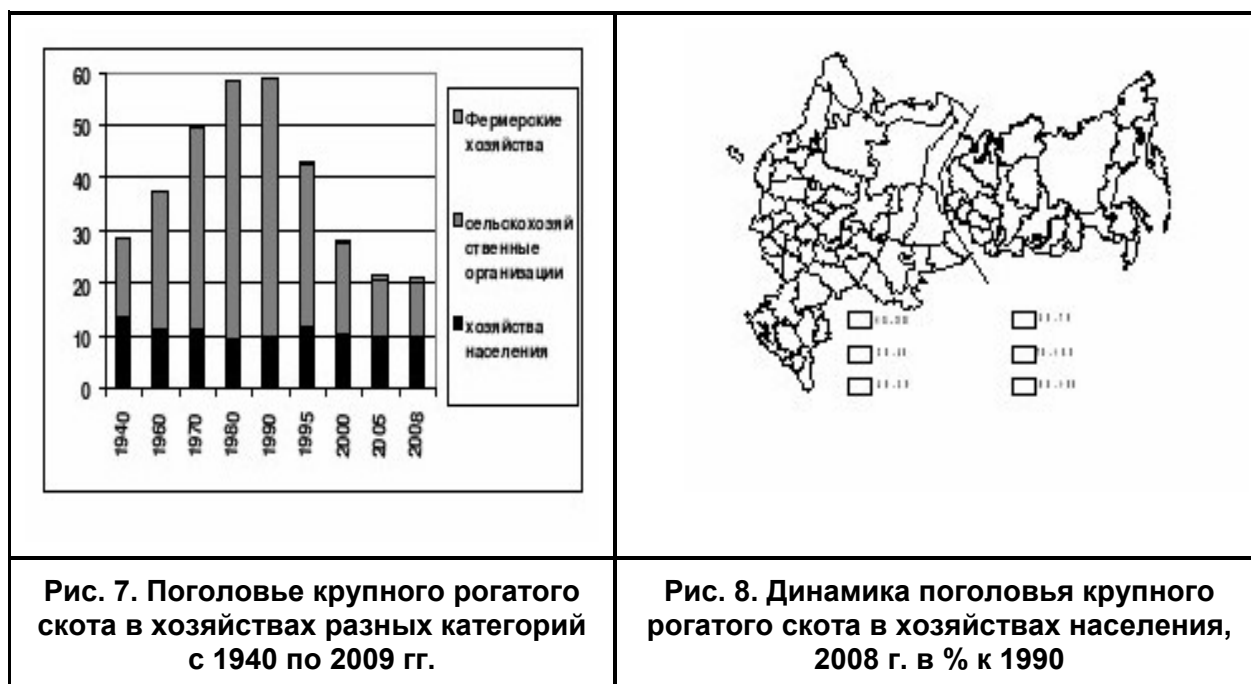 60
50
40
30
20
10
0
1940
1960
1970
1980
1990
1995
2000
2005
2008
Фермерские
хозяйства
сельскохозяй
ственные
организации
хозяйства
населения
Рис. 7. Поголовье крупного рогатого
скота в хозяйствах разных категорий
с 1940 по 2009 гг.
Рис. 8. Динамика поголовья крупного
рогатого скота в хозяйствах населения,
2008 г. в % к 1990